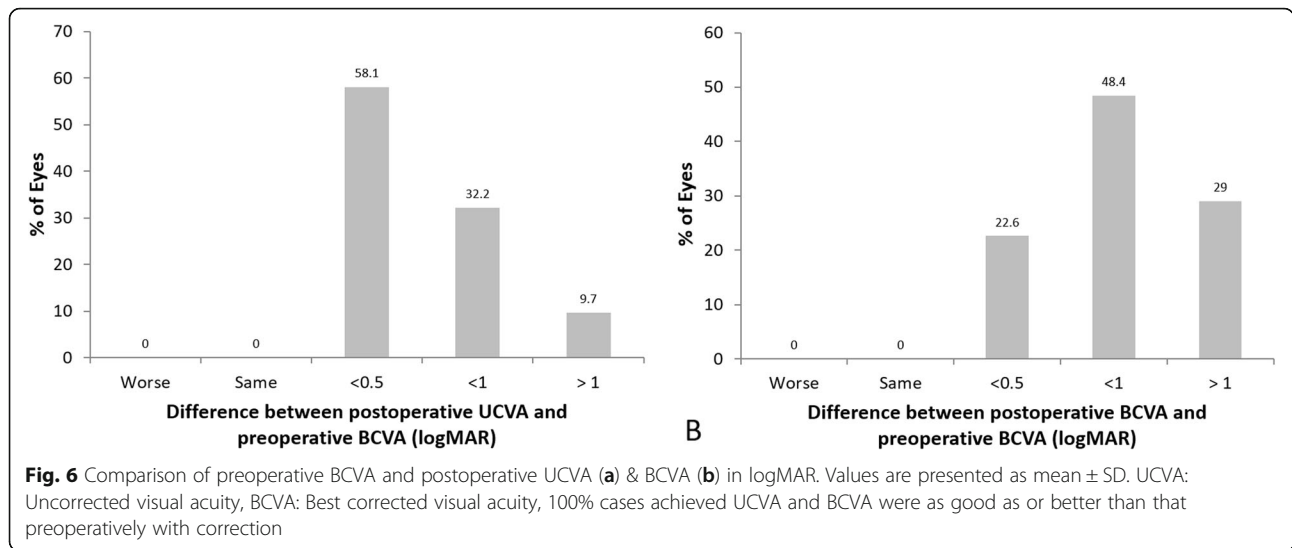 70
60
50
40
30
20
10
0
% of Eyes
0
0
58.1
32.2
9.7
Worse Same <0.5 <1 > 1
Difference between postoperative UCVA and
preoperative BCVA (logMAR)
60
50
40
30
20
10
0
% of Eyes
0
0
22.6
48.4
29
Worse Same <0.5 <1 > 1
Difference between postoperative BCVA and
preoperative BCVA (logMAR)
B
Fig. 6 Comparison of preoperative BCVA and postoperative UCVA (a) & BCVA (b) in logMAR. Values are presented as mean ± SD. UCVA:
Uncorrected visual acuity, BCVA: Best corrected visual acuity, 100% cases achieved UCVA and BCVA were as good as or better than that
preoperatively with correction